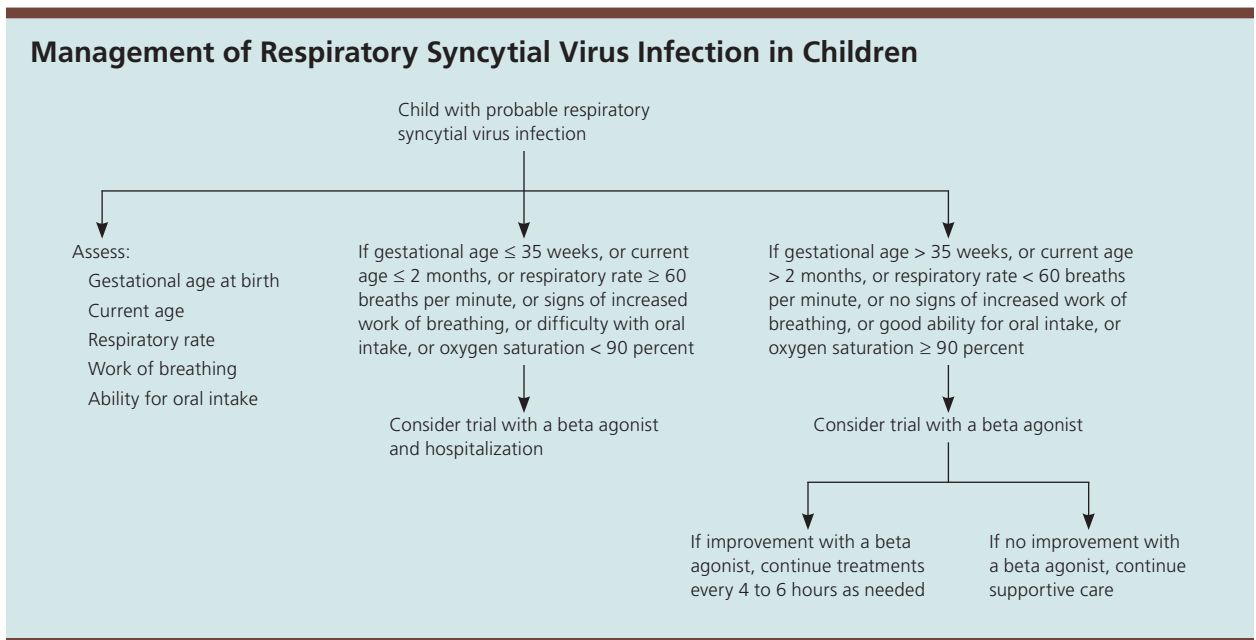 Management of Respiratory Syncytial Virus Infection in Children
Child with probable respiratory
syncytial virus infection
Assess:
Gestational age at birth
Current age
Respiratory rate
Work of breathing
Ability for oral intake
If gestational age ≤ 35 weeks, or current
age ≤ 2 months, or respiratory rate ≥ 60
breaths per minute, or signs of increased
work of breathing, or difficulty with oral
intake, or oxygen saturation < 90 percent
If gestational age > 35 weeks, or current age
> 2 months, or respiratory rate < 60 breaths
per minute, or no signs of increased work of
breathing, or good ability for oral intake, or
oxygen saturation ≥ 90 percent
Consider trial with a beta agonist
and hospitalization
Consider trial with a beta agonist
If improvement with a beta
agonist, continue treatments
every 4 to 6 hours as needed
If no improvement with
a beta agonist, continue
supportive care